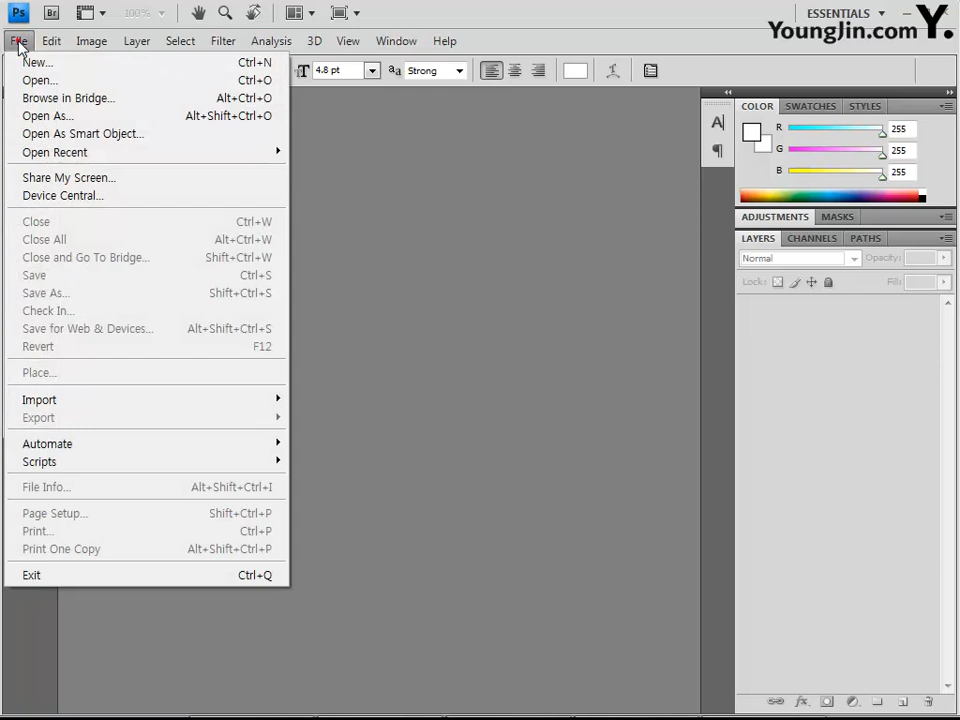 Ps Br 100% ESSENTIALS
YoungJin.com Y.
File Edit Image Layer Select Filter Analysis 3D View Window Help
4.8 pt aa Strong
New... Ctrl+N
Open... Ctrl+O
Browse in Bridge... Alt+Ctrl+O
Open As... Alt+Shift+Ctrl+O
Open As Smart Object...
Open Recent
Share My Screen...
Device Central...
Close Ctrl+W
Close All Alt+Ctrl+W
Close and Go To Bridge... Shift+Ctrl+W
Save Ctrl+S
Save As... Shift+Ctrl+S
Check In...
Save for Web & Devices... Alt+Shift+Ctrl+S
Revert F12
Place...
Import
Export
Automate
Scripts
File Info... Alt+Shift+Ctrl+I
Page Setup... Shift+Ctrl+P
Print... Ctrl+P
Print One Copy Alt+Shift+Ctrl+P
Exit Ctrl+Q
A
COLOR SWATCHES STYLES
R 255
G 255
B 255
ADJUSTMENTS MASKS
LAYERS CHANNELS PATHS
Normal Opacity:
Lock: Fill:
fx